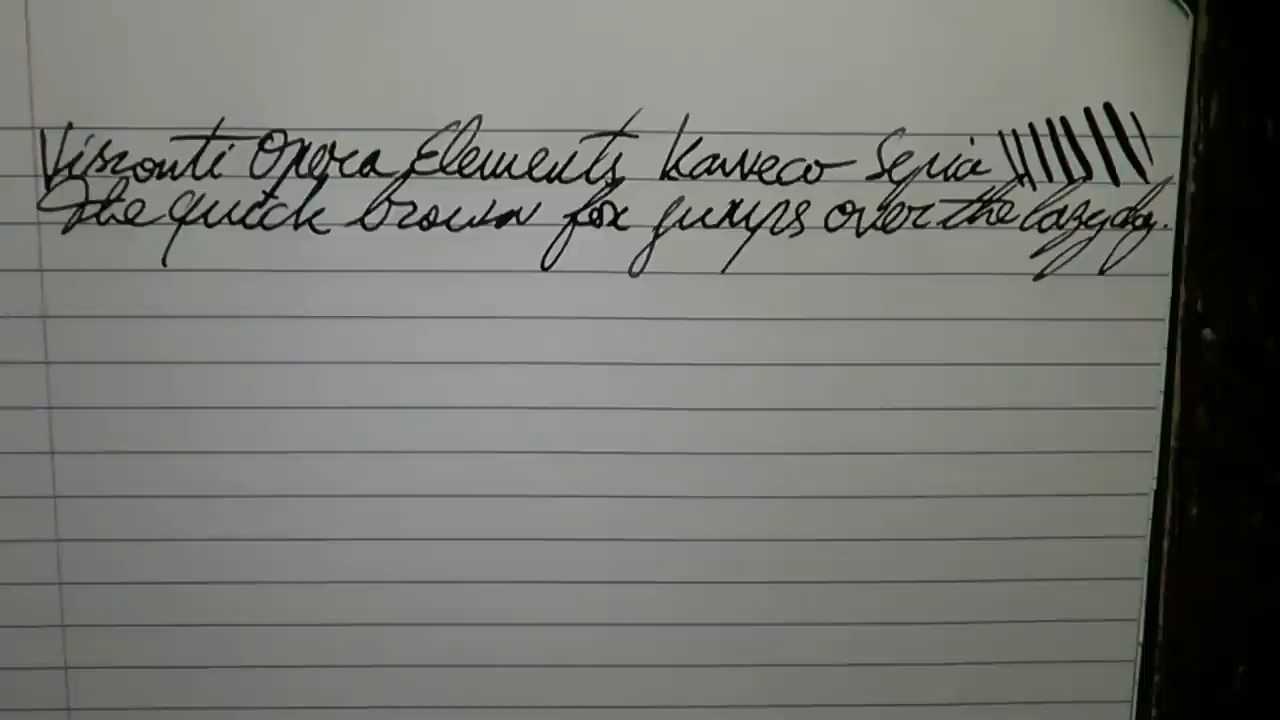 Visconti Opera Elements Kaweco Sepia
The quick brown fox jumps over the lazy dog.